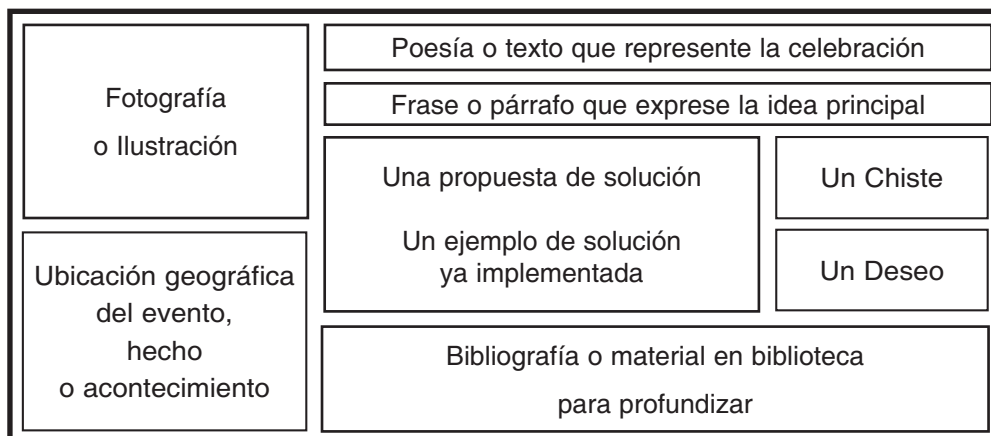 Fotografía
o Ilustración
Poesía o texto que represente la celebración
Frase o párrafo que exprese la idea principal
Una propuesta de solución
Un ejemplo de solución
ya implementada
Un Chiste
Un Deseo
Ubicación geográfica
del evento,
hecho
o acontecimiento
Bibliografía o material en biblioteca
para profundizar